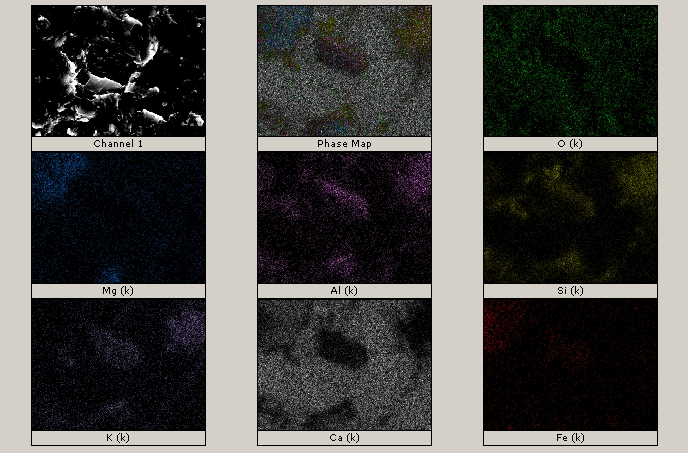 Channel 1
Phase Map
O (k)
Mg (k)
Al (k)
Si (k)
K (k)
Ca (k)
Fe (k)